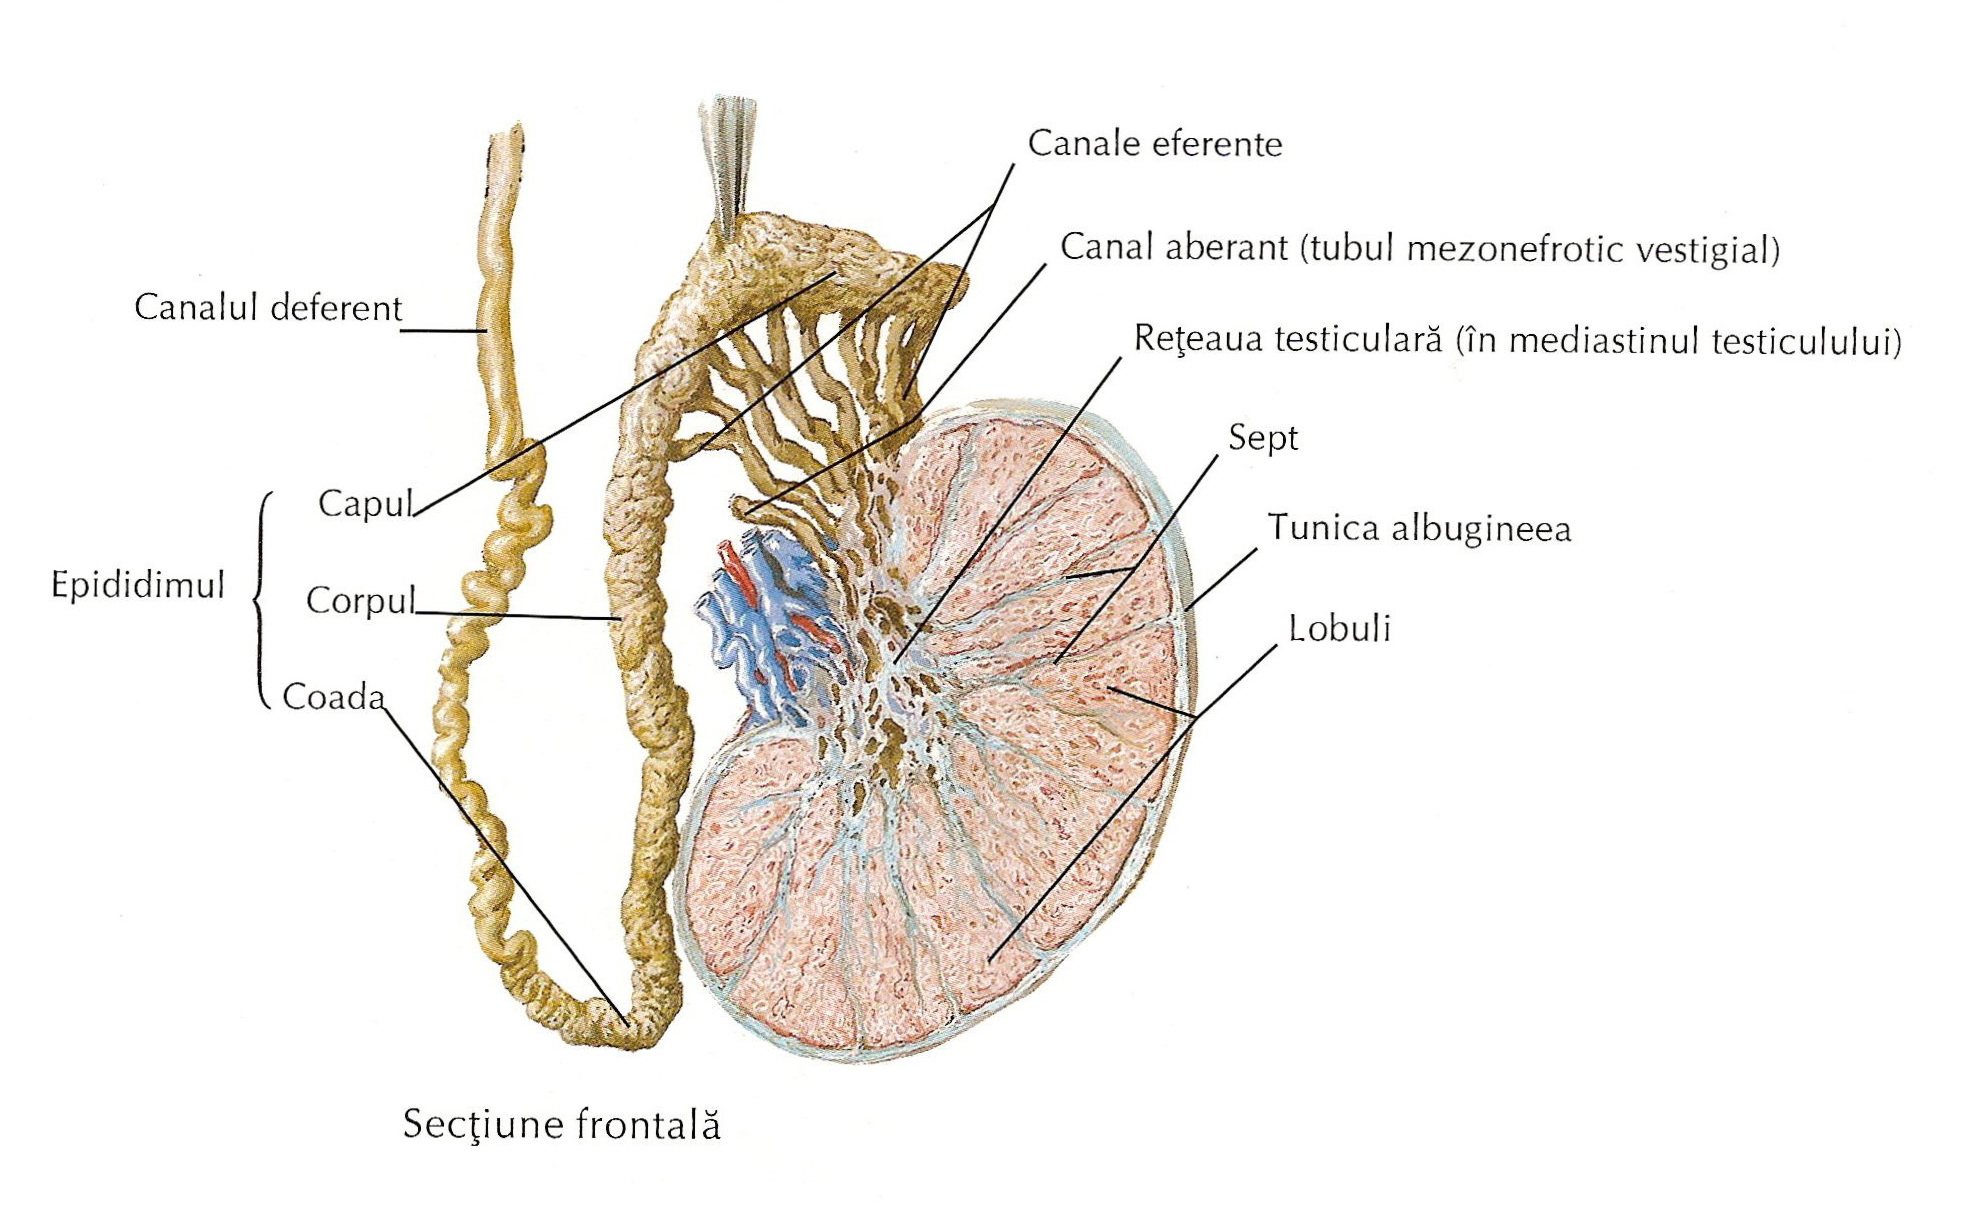 Canale eferente
Canal aberant (tubul mezonefrotic vestigial)
Canalul deferent
Reţeaua testiculară (în mediastinul testiculului)
Sept
Capul
Tunica albugineea
Epididimul
Corpul
Lobuli
Coada
Secţiune frontală